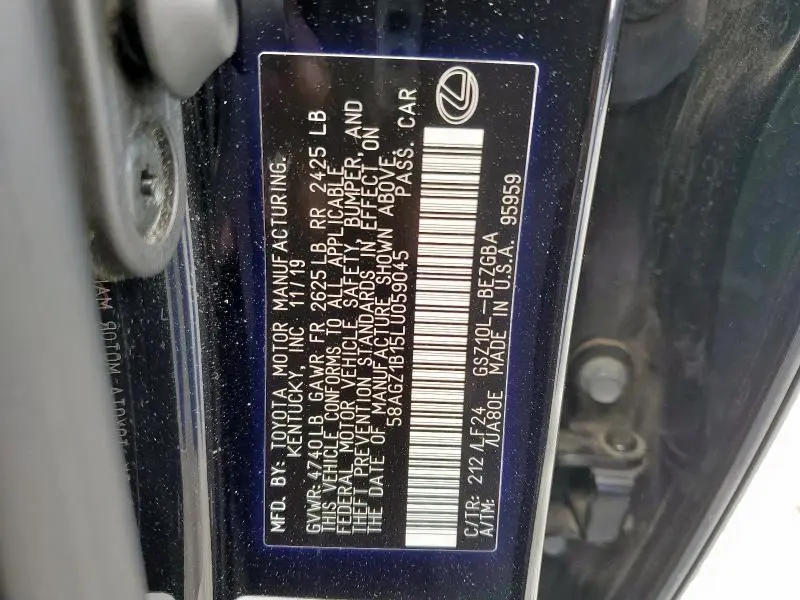 MFD. BY: TOYOTA MOTOR MANUFACTURING.
KENTUCKY, INC 11/19
GVWR: 4740LB GAWR FR 2625LB RR 2425 LB
THIS VEHICLE CONFORMS TO ALL APPLICABLE
FEDERAL MOTOR VEHICLE SAFETY, BUMPER, AND
THEFT PREVENTION STANDARDS IN EFFECT ON
THE DATE OF MANUFACTURE SHOWN ABOVE.
58AGZ1B15LU059045 PASS. CAR
C/TR: 212/LF24 GSZ10L-BEZGBA
A/TM: /UA80E MADE IN U.S.A. 95959